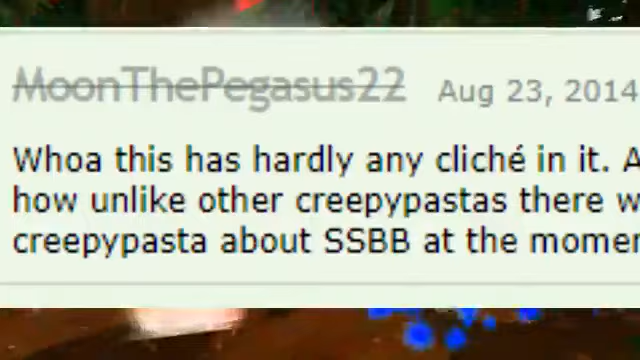 MoonThePegasus22 Aug 23, 2014
Whoa this has hardly any cliché in it. A
how unlike other creepypastas there w
creepypasta about SSBB at the momen